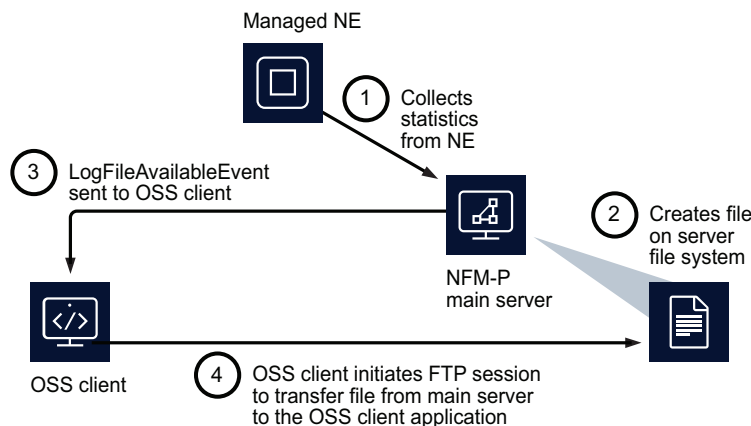 Managed NE
1
Collects
statistics
from NE
3
LogFileAvailableEvent
sent to OSS client
2
Creates file
on server
file system
NFM-P
main server
</>
OSS client
4
OSS client initiates FTP session
to transfer file from main server
to the OSS client application